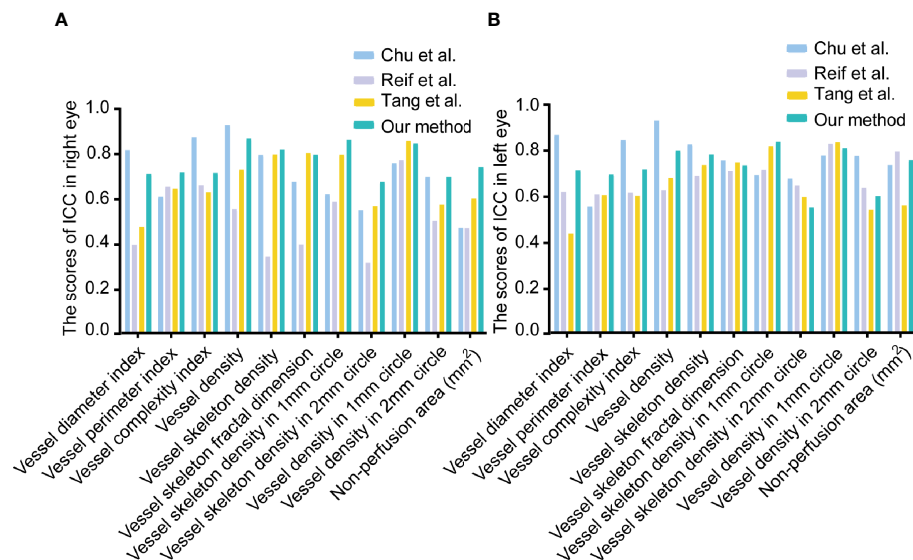 A
Chu et al.
Reif et al.
Tang et al.
Our method
The scores of ICC in right eye
1.0
0.8
0.6
0.4
0.2
0.0
Vessel diameter index
Vessel perimeter index
Vessel complexity index
Vessel density
Vessel skeleton density
Vessel skeleton fractal dimension
Vessel skeleton density in 1mm circle
Vessel skeleton density in 2mm circle
Vessel density in 1mm circle
Vessel density in 2mm circle
Non-perfusion area (mm²)
B
Chu et al.
Reif et al.
Tang et al.
Our method
The scores of ICC in left eye
1.0
0.8
0.6
0.4
0.2
0.0
Vessel diameter index
Vessel perimeter index
Vessel complexity index
Vessel density
Vessel skeleton density
Vessel skeleton fractal dimension
Vessel skeleton density in 1mm circle
Vessel skeleton density in 2mm circle
Vessel density in 1mm circle
Vessel density in 2mm circle
Non-perfusion area (mm²)